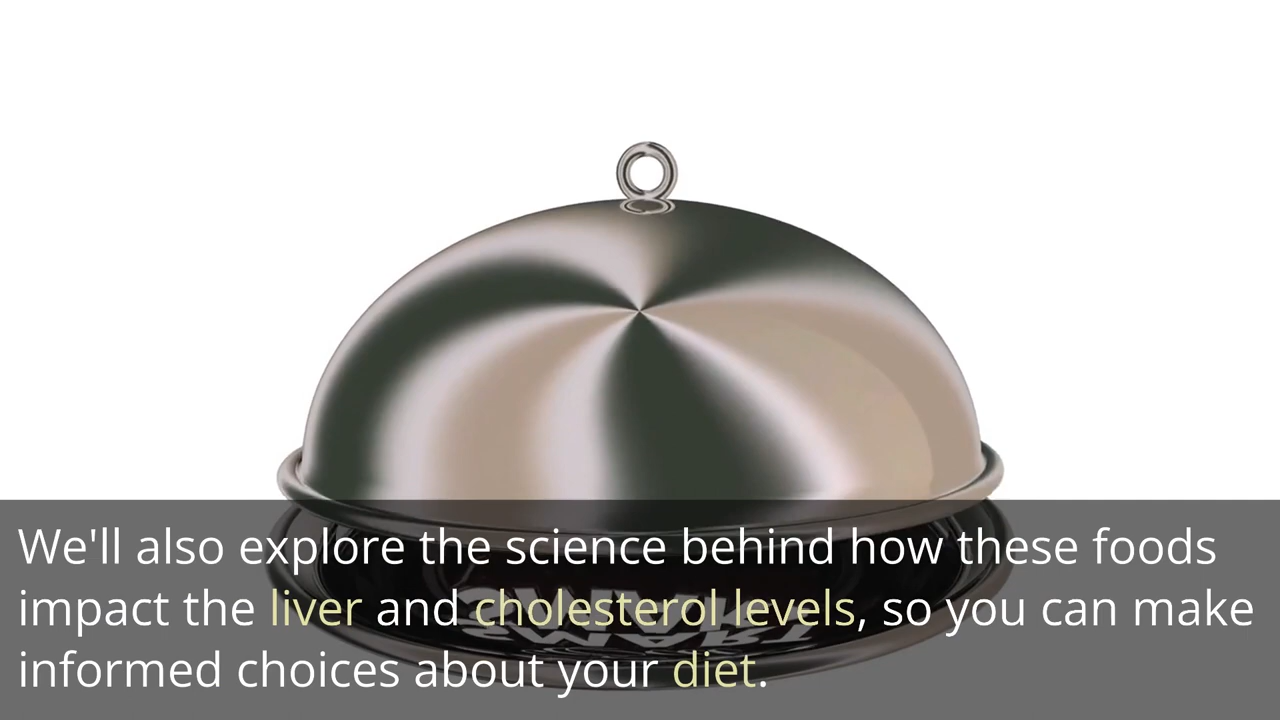 We'll also explore the science behind how these foods
impact the liver and cholesterol levels, so you can make
informed choices about your diet.